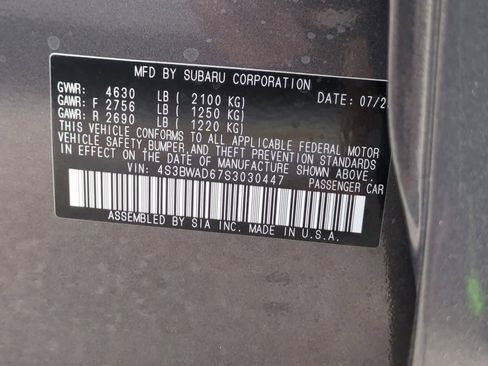 MFD BY SUBARU CORPORATION
GVWR: 4630 LB ( 2100 KG) DATE: 07/2
GAWR: F 2756 LB ( 1250 KG)
GAWR: R 2690 LB ( 1220 KG)
THIS VEHICLE CONFORMS TO ALL APPLICABLE FEDERAL MOTOR
VEHICLE SAFETY, BUMPER, AND THEFT PREVENTION STANDARDS
IN EFFECT ON THE DATE OF MANUFACTURE SHOWN ABOVE.
VIN: 4S3BWAD67S3030447 PASSENGER CAR
ASSEMBLED BY SIA INC. MADE IN U.S.A.